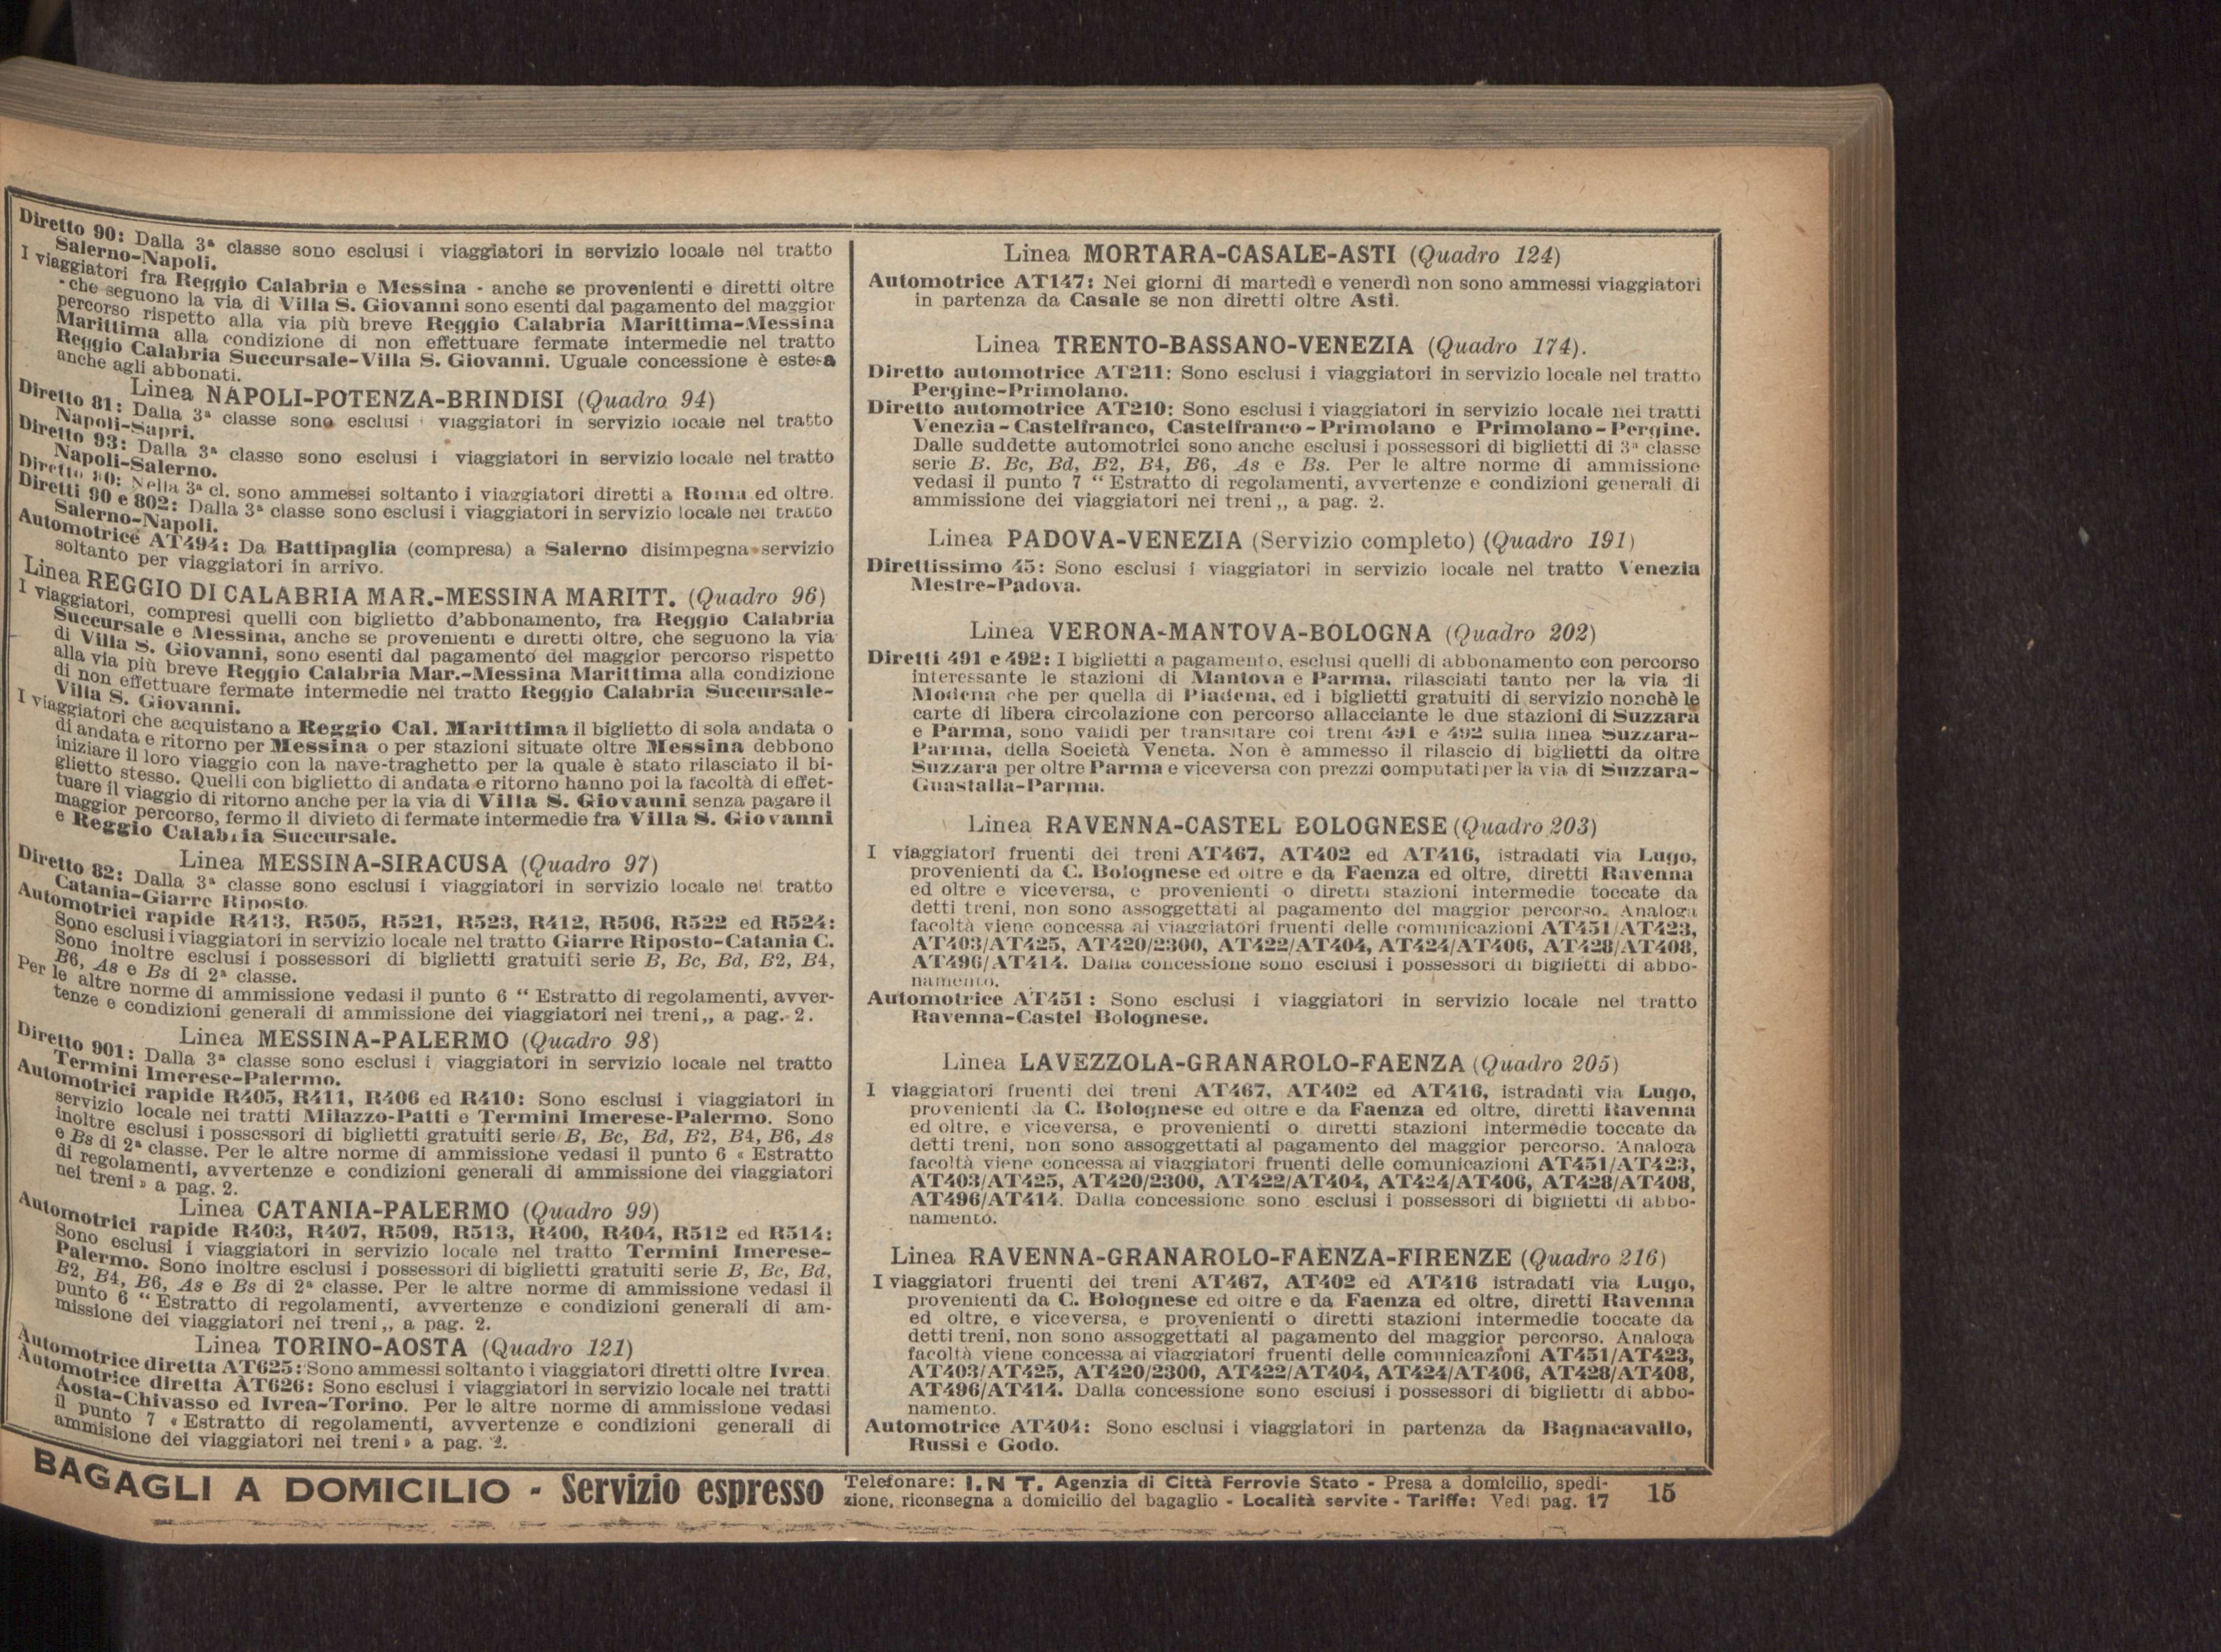 Diretto 90: Dalla 3ª classe sono esclusi i viaggiatori in servizio locale nel tratto
Salerno-Napoli.
I viaggiatori fra Reggio Calabria e Messina - anche se provenienti e diretti oltre
- che seguono la via di Villa S. Giovanni sono esenti dal pagamento del maggior
percorso rispetto alla via più breve Reggio Calabria Marittima-Messina
Marittima alla condizione di non effettuare fermate intermedie nel tratto
Reggio Calabria Succursale-Villa S. Giovanni. Uguale concessione è estesa
anche agli abbonati.
Linea NAPOLI-POTENZA-BRINDISI (Quadro 94)
Diretto 81: Dalla 3ª classe sono esclusi i viaggiatori in servizio locale nel tratto
Napoli-Sapri.
Diretto 93: Dalla 3ª classe sono esclusi i viaggiatori in servizio locale nel tratto
Napoli-Salerno.
Diretto 80: Nella 3ª cl. sono ammessi soltanto i viaggiatori diretti a Roma ed oltre.
Diretti 90 e 802: Dalla 3ª classe sono esclusi i viaggiatori in servizio locale nel tratto
Salerno-Napoli.
Automotrice AT494: Da Battipaglia (compresa) a Salerno disimpegna servizio
soltanto per viaggiatori in arrivo.
Linea REGGIO DI CALABRIA MAR.-MESSINA MARITT. (Quadro 96)
I viaggiatori, compresi quelli con biglietto d'abbonamento, fra Reggio Calabria
Succursale e Messina, anche se provenienti e diretti oltre, che seguono la via
di Villa S. Giovanni, sono esenti dal pagamento del maggior percorso rispetto
alla via più breve Reggio Calabria Mar.-Messina Marittima alla condizione
di non effettuare fermate intermedie nel tratto Reggio Calabria Succursale-
Villa S. Giovanni.
I viaggiatori che acquistano a Reggio Cal. Marittima il biglietto di sola andata o
di andata e ritorno per Messina o per stazioni situate oltre Messina debbono
iniziare il loro viaggio con la nave-traghetto per la quale è stato rilasciato il bi-
glietto stesso. Quelli con biglietto di andata e ritorno hanno poi la facoltà di effet-
tuare il viaggio di ritorno anche per la via di Villa S. Giovanni senza pagare il
maggior percorso, fermo il divieto di fermate intermedie fra Villa S. Giovanni
e Reggio Calabria Succursale.
Linea MESSINA-SIRACUSA (Quadro 97)
Diretto 82: Dalla 3ª classe sono esclusi i viaggiatori in servizio locale nel tratto
Catania-Giarre Riposto.
Automotrici rapide R413, R505, R521, R523, R412, R506, R522 ed R524:
Sono esclusi i viaggiatori in servizio locale nel tratto Giarre Riposto-Catania C.
Sono inoltre esclusi i possessori di biglietti gratuiti serie B, Bc, Bd, B2, B4,
B6, As e Bs di 2ª classe.
Per le altre norme di ammissione vedasi il punto 6 “ Estratto di regolamenti, avver-
tenze e condizioni generali di ammissione dei viaggiatori nei treni„ a pag. 2.
Linea MESSINA-PALERMO (Quadro 98)
Diretto 901: Dalla 3ª classe sono esclusi i viaggiatori in servizio locale nel tratto
Termini Imerese-Palermo.
Automotrici rapide R405, R411, R406 ed R410: Sono esclusi i viaggiatori in
servizio locale nei tratti Milazzo-Patti e Termini Imerese-Palermo. Sono
inoltre esclusi i possessori di biglietti gratuiti serie B, Bc, Bd, B2, B4, B6, As
e Bs di 2ª classe. Per le altre norme di ammissione vedasi il punto 6 « Estratto
di regolamenti, avvertenze e condizioni generali di ammissione dei viaggiatori
nei treni » a pag. 2.
Linea CATANIA-PALERMO (Quadro 99)
Automotrici rapide R403, R407, R509, R513, R400, R404, R512 ed R514:
Sono esclusi i viaggiatori in servizio locale nel tratto Termini Imerese-
Palermo. Sono inoltre esclusi i possessori di biglietti gratuiti serie B, Bc, Bd,
B2, B4, B6, As e Bs di 2ª classe. Per le altre norme di ammissione vedasi il
punto 6 “ Estratto di regolamenti, avvertenze e condizioni generali di am-
missione dei viaggiatori nei treni „ a pag. 2.
Linea TORINO-AOSTA (Quadro 121)
Automotrice diretta AT625: Sono ammessi soltanto i viaggiatori diretti oltre Ivrea.
Automotrice diretta AT626: Sono esclusi i viaggiatori in servizio locale nei tratti
Aosta-Chivasso ed Ivrea-Torino. Per le altre norme di ammissione vedasi
il punto 7 « Estratto di regolamenti, avvertenze e condizioni generali di
ammisione dei viaggiatori nei treni » a pag. 2.
Linea MORTARA-CASALE-ASTI (Quadro 124)
Automotrice AT147: Nei giorni di martedì e venerdì non sono ammessi viaggiatori
in partenza da Casale se non diretti oltre Asti.
Linea TRENTO-BASSANO-VENEZIA (Quadro 174).
Diretto automotrice AT211: Sono esclusi i viaggiatori in servizio locale nel tratto
Pergine-Primolano.
Diretto automotrice AT210: Sono esclusi i viaggiatori in servizio locale nei tratti
Venezia-Castelfranco, Castelfranco-Primolano e Primolano-Pergine.
Dalle suddette automotrici sono anche esclusi i possessori di biglietti di 3ª classe
serie B. Bc, Bd, B2, B4, B6, As e Bs. Per le altre norme di ammissione
vedasi il punto 7 “ Estratto di regolamenti, avvertenze e condizioni generali di
ammissione dei viaggiatori nei treni „ a pag. 2.
Linea PADOVA-VENEZIA (Servizio completo) (Quadro 191)
Direttissimo 45: Sono esclusi i viaggiatori in servizio locale nel tratto Venezia
Mestre-Padova.
Linea VERONA-MANTOVA-BOLOGNA (Quadro 202)
Diretti 491 e 492: I biglietti a pagamento, esclusi quelli di abbonamento con percorso
interessante le stazioni di Mantova e Parma, rilasciati tanto per la via di
Modena che per quella di Piadena, ed i biglietti gratuiti di servizio nonchè le
carte di libera circolazione con percorso allacciante le due stazioni di Suzzara
e Parma, sono validi per transitare coi treni 491 e 492 sulla linea Suzzara-
Parma, della Società Veneta. Non è ammesso il rilascio di biglietti da oltre
Suzzara per oltre Parma e viceversa con prezzi computati per la via di Suzzara-
Guastalla-Parma.
Linea RAVENNA-CASTEL BOLOGNESE (Quadro 203)
I viaggiatori fruenti dei treni AT467, AT402 ed AT416, istradati via Lugo,
provenienti da C. Bolognese ed oltre e da Faenza ed oltre, diretti Ravenna
ed oltre e viceversa, e provenienti o diretti stazioni intermedie toccate da
detti treni, non sono assoggettati al pagamento del maggior percorso. Analoga
facoltà viene concessa ai viaggiatori fruenti delle comunicazioni AT451/AT423,
AT403/AT425, AT420/2300, AT422/AT404, AT424/AT406, AT428/AT408,
AT496/AT414. Dalla concessione sono esclusi i possessori di biglietti di abbo-
namento.
Automotrice AT451: Sono esclusi i viaggiatori in servizio locale nel tratto
Ravenna-Castel Bolognese.
Linea LAVEZZOLA-GRANAROLO-FAENZA (Quadro 205)
I viaggiatori fruenti dei treni AT467, AT402 ed AT416, istradati via Lugo,
provenienti da C. Bolognese ed oltre e da Faenza ed oltre, diretti Ravenna
ed oltre, e viceversa, e provenienti o diretti stazioni intermedie toccate da
detti treni, non sono assoggettati al pagamento del maggior percorso. Analoga
facoltà viene concessa ai viaggiatori fruenti delle comunicazioni AT451/AT423,
AT403/AT425, AT420/2300, AT422/AT404, AT424/AT406, AT428/AT408,
AT496/AT414. Dalla concessione sono esclusi i possessori di biglietti di abbo-
namento.
Linea RAVENNA-GRANAROLO-FAENZA-FIRENZE (Quadro 216)
I viaggiatori fruenti dei treni AT467, AT402 ed AT416 istradati via Lugo,
provenienti da C. Bolognese ed oltre e da Faenza ed oltre, diretti Ravenna
ed oltre, e viceversa, e provenienti o diretti stazioni intermedie toccate da
detti treni, non sono assoggettati al pagamento del maggior percorso. Analoga
facoltà viene concessa ai viaggiatori fruenti delle comunicazioni AT451/AT423,
AT403/AT425, AT420/2300, AT422/AT404, AT424/AT406, AT428/AT408,
AT496/AT414. Dalla concessione sono esclusi i possessori di biglietti di abbo-
namento.
Automotrice AT404: Sono esclusi i viaggiatori in partenza da Bagnacavallo,
Russi e Godo.
BAGAGLI A DOMICILIO - Servizio espresso
Telefonare: I.N T. Agenzia di Città Ferrovie Stato - Presa a domicilio, spedi-
zione, riconsegna a domicilio del bagaglio - Località servite - Tariffe: Vedi pag. 17
15